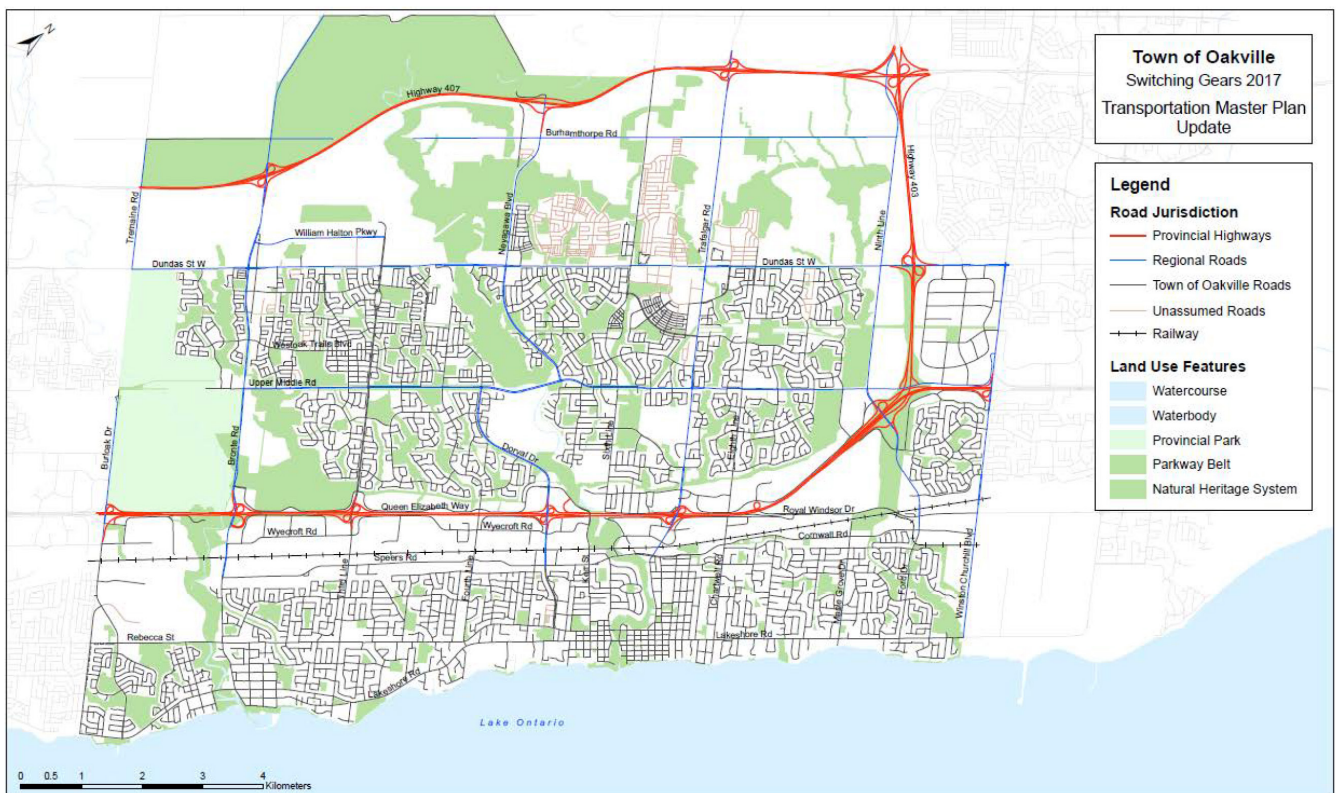 N
Town of Oakville
Switching Gears 2017
Transportation Master Plan
Update
Legend
Road Jurisdiction
Provincial Highways
Regional Roads
Town of Oakville Roads
Unassumed Roads
Railway
Land Use Features
Watercourse
Waterbody
Provincial Park
Parkway Belt
Natural Heritage System
Highway 407
Burhamthorpe Rd
Highway 403
Tremaine Rd
Neyagawa Blvd
Trafalgar Rd
Ninth Line
William Halton Pkwy
Dundas St W
Dundas St W
Westoak Trails Blvd
Upper Middle Rd
Burloak Dr
Bronte Rd
Dorval Dr
Sixth Line
Eighth Line
Queen Elizabeth Way
Royal Windsor Dr
Wyecroft Rd
Wyecroft Rd
Cornwall Rd
Speers Rd
Third Line
Fourth Line
Kerr St
Chartwell Rd
Maple Grove Dr
Ford Dr
Winston Churchill Blvd
Rebecca St
Lakeshore Rd
Lakeshore Rd
Lake Ontario
0 0.5 1 2 3 4
Kilometers